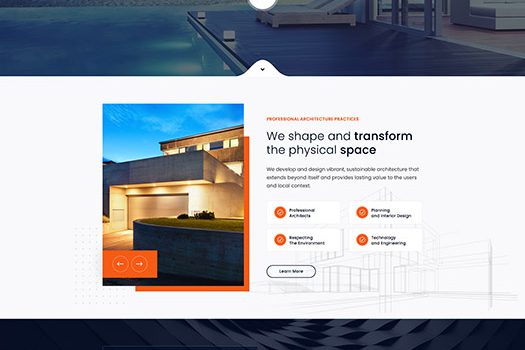 PROFESSIONAL ARCHITECTURE PRACTICES
We shape and transform
the physical space
We develop and design vibrant, sustainable architecture that
extends beyond itself and provides lasting value to the users
and local context.
Professional
Architects
Planning
and Interior Design
Respecting
The Environment
Technology
and Engineering
Learn More